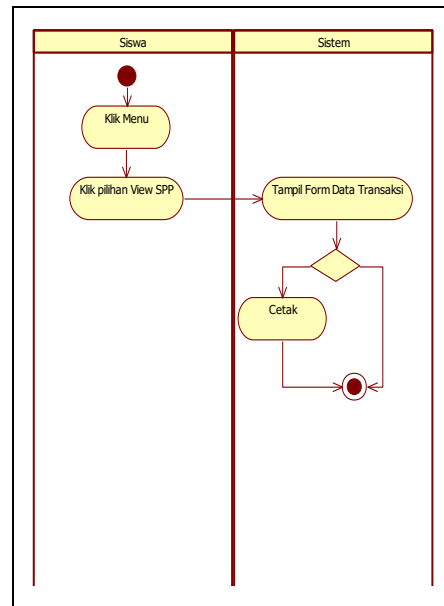 Siswa
Sistem
Klik Menu
Klik pilihan View SPP
Tampil Form Data Transaksi
Cetak